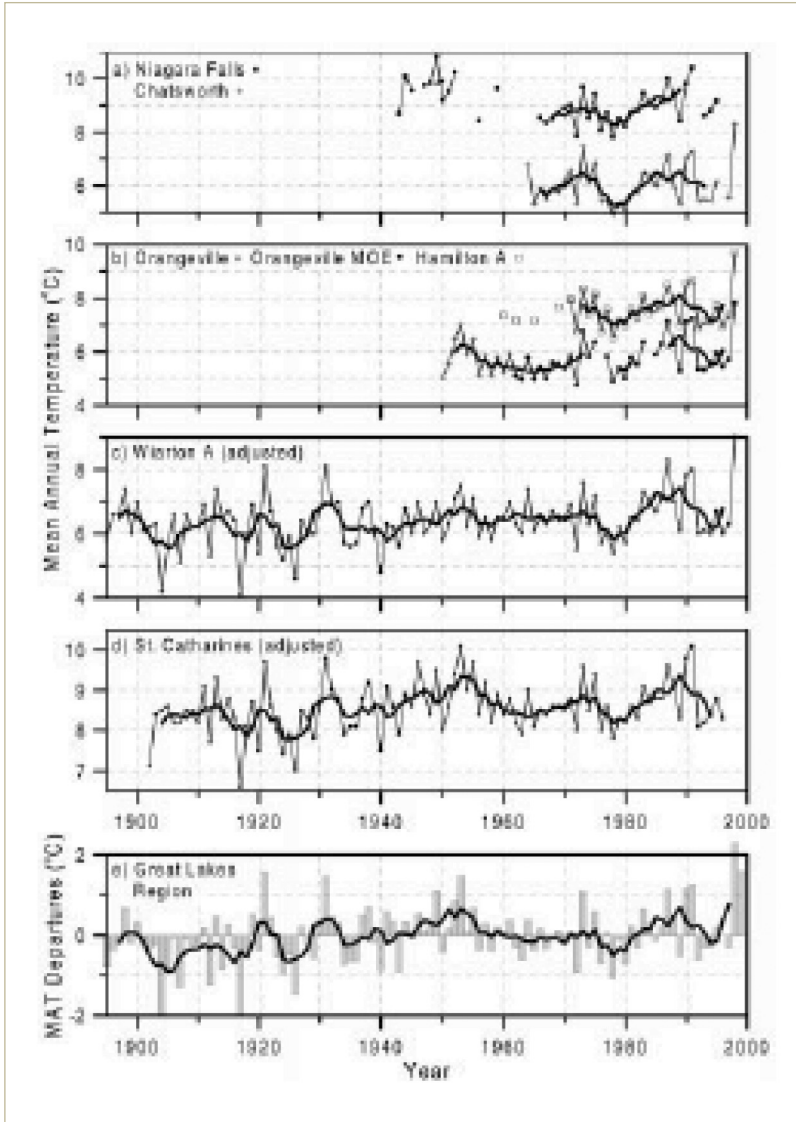 Mean Annual Temperature (°C)
a) Niagara Falls •
Chatsworth +
10
8
6
b) Orangeville + Orangeville MOE • Hamilton A □
10
8
6
4
c) Wiarton A (adjusted)
8
6
4
d) St. Catharines (adjusted)
10
9
8
7
1900 1920 1940 1960 1980 2000
MAT Departures (°C)
e) Great Lakes
Region
2
0
-2
1900 1920 1940 1960 1980 2000
Year